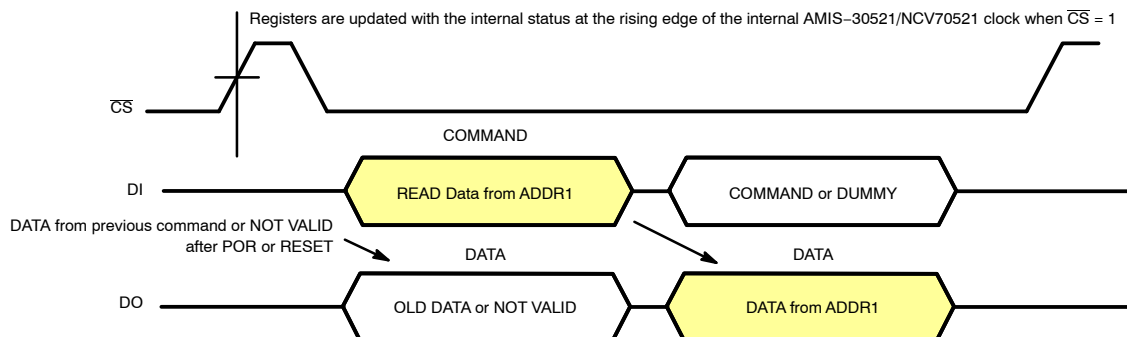 Registers are updated with the internal status at the rising edge of the internal AMIS−30521/NCV70521 clock when CS = 1
CS
COMMAND
DI
READ Data from ADDR1
COMMAND or DUMMY
DATA from previous command or NOT VALID
after POR or RESET
DATA
DATA
DO
OLD DATA or NOT VALID
DATA from ADDR1